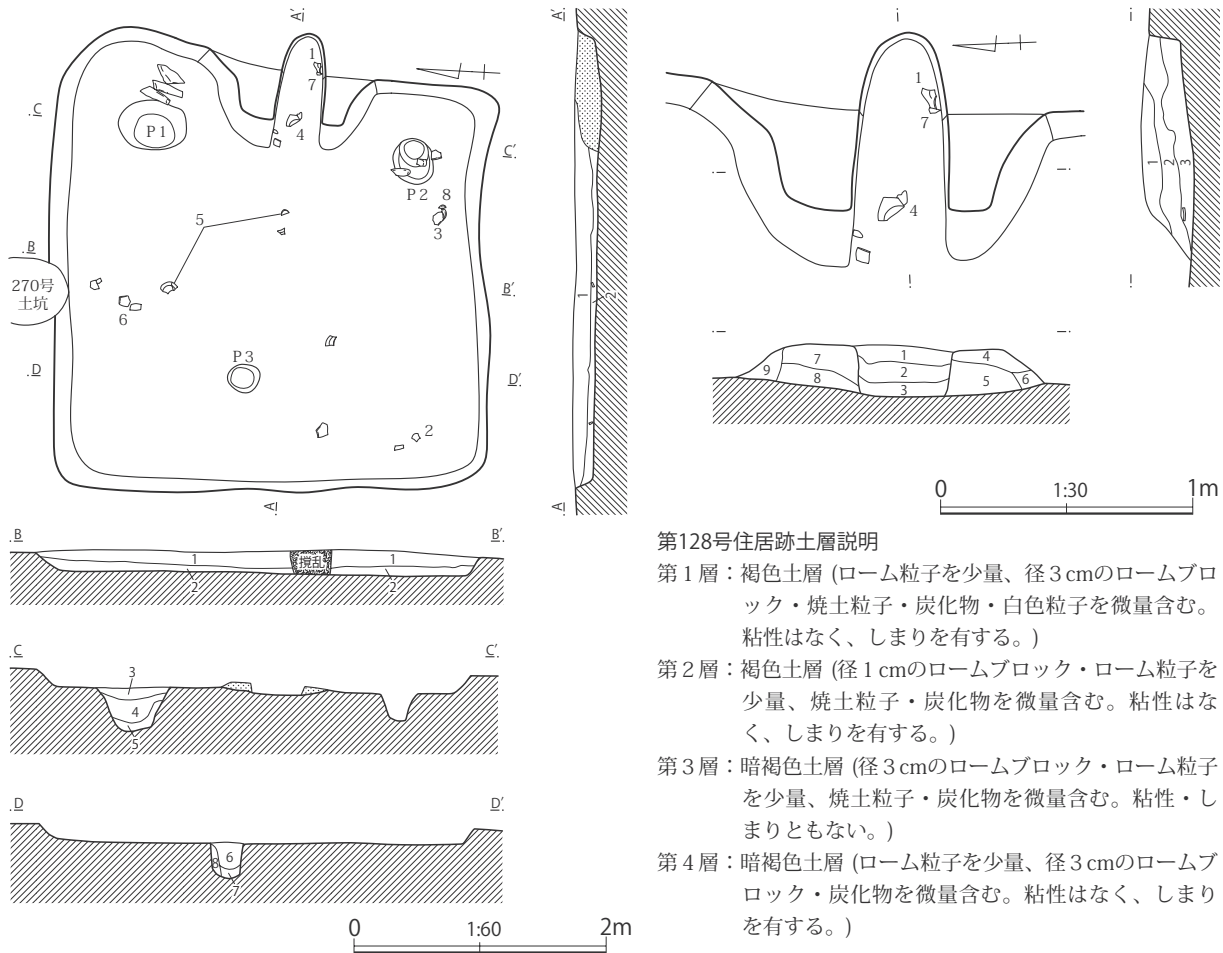 A′
A′
1
7
C
P1
4
C′
P2
8
3
5
B
270号
土坑
6
B′
1
2
D
P3
D′
2
A
A
B
B′
1
撹乱
1
2
2
C
C′
3
4
5
D
D′
6
8
7
0
1:60
2m
1
7
4
1
2
3
7
1
4
9
8
2
5
6
3
0
1:30
1m
第128号住居跡土層説明
第1層：褐色土層 (ローム粒子を少量、径3cmのロームブロ
ック・焼土粒子・炭化物・白色粒子を微量含む。
粘性はなく、しまりを有する。)
第2層：褐色土層 (径1cmのロームブロック・ローム粒子を
少量、焼土粒子・炭化物を微量含む。粘性はな
く、しまりを有する。)
第3層：暗褐色土層 (径3cmのロームブロック・ローム粒子
を少量、焼土粒子・炭化物を微量含む。粘性・し
まりともない。)
第4層：暗褐色土層 (ローム粒子を少量、径3cmのロームブ
ロック・炭化物を微量含む。粘性はなく、しまり
を有する。)